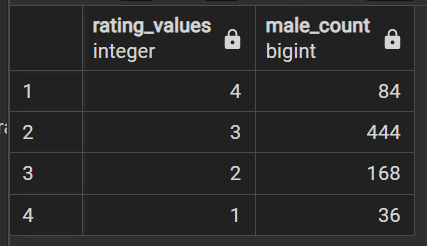 rating_values male_count
integer bigint
1 4 84
2 3 444
3 2 168
4 1 36